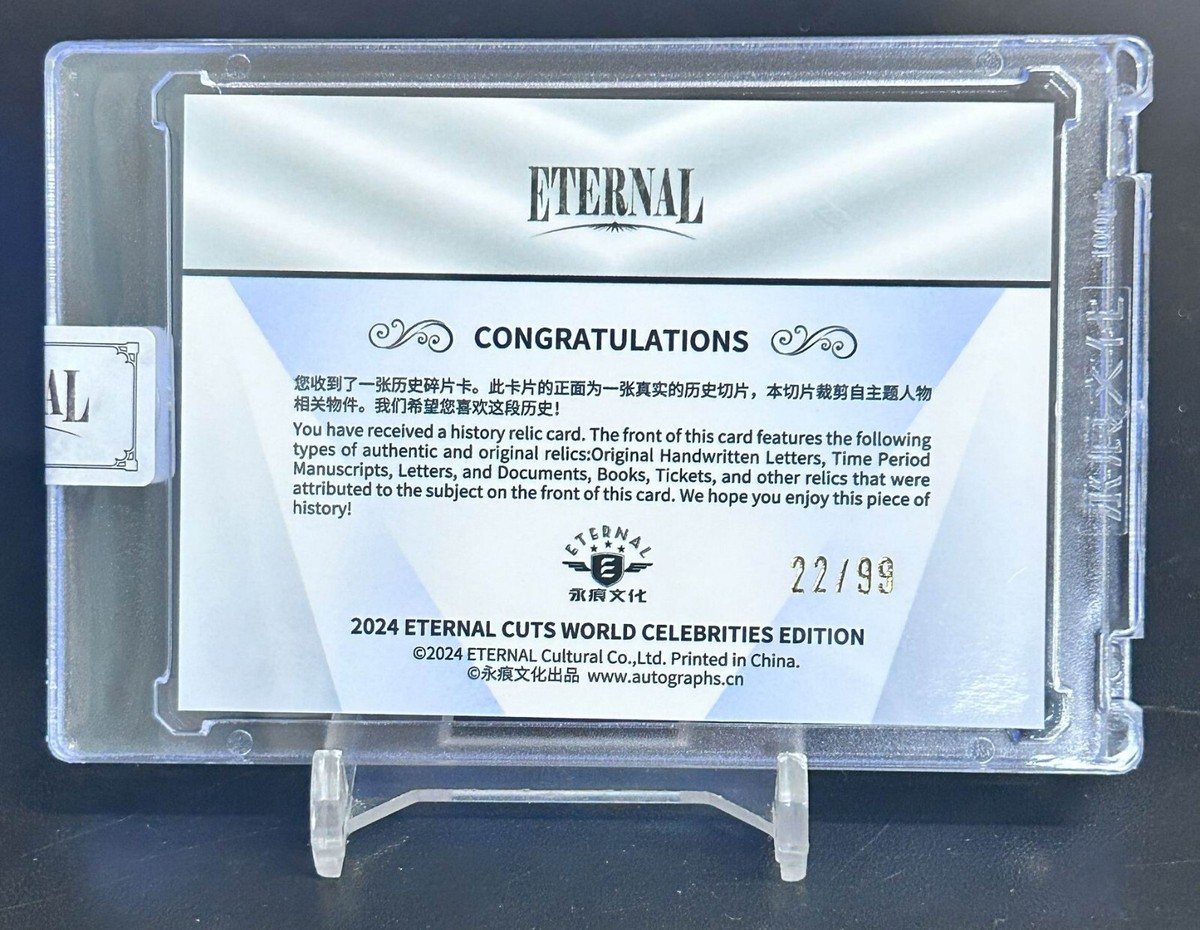 ETERNAL
CONGRATULATIONS
您收到了一张历史碎片卡。此卡片的正面为一张真实的历史切片，本切片裁剪自主题人物
相关物件。我们希望您喜欢这段历史！
You have received a history relic card. The front of this card features the following
types of authentic and original relics:Original Handwritten Letters, Time Period
Manuscripts, Letters, and Documents, Books, Tickets, and other relics that were
attributed to the subject on the front of this card. We hope you enjoy this piece of
history!
AL
ETERNAL
永痕文化
22/99
2024 ETERNAL CUTS WORLD CELEBRITIES EDITION
©2024 ETERNAL Cultural Co.,Ltd. Printed in China.
©永痕文化出品 www.autographs.cn
永痕文化